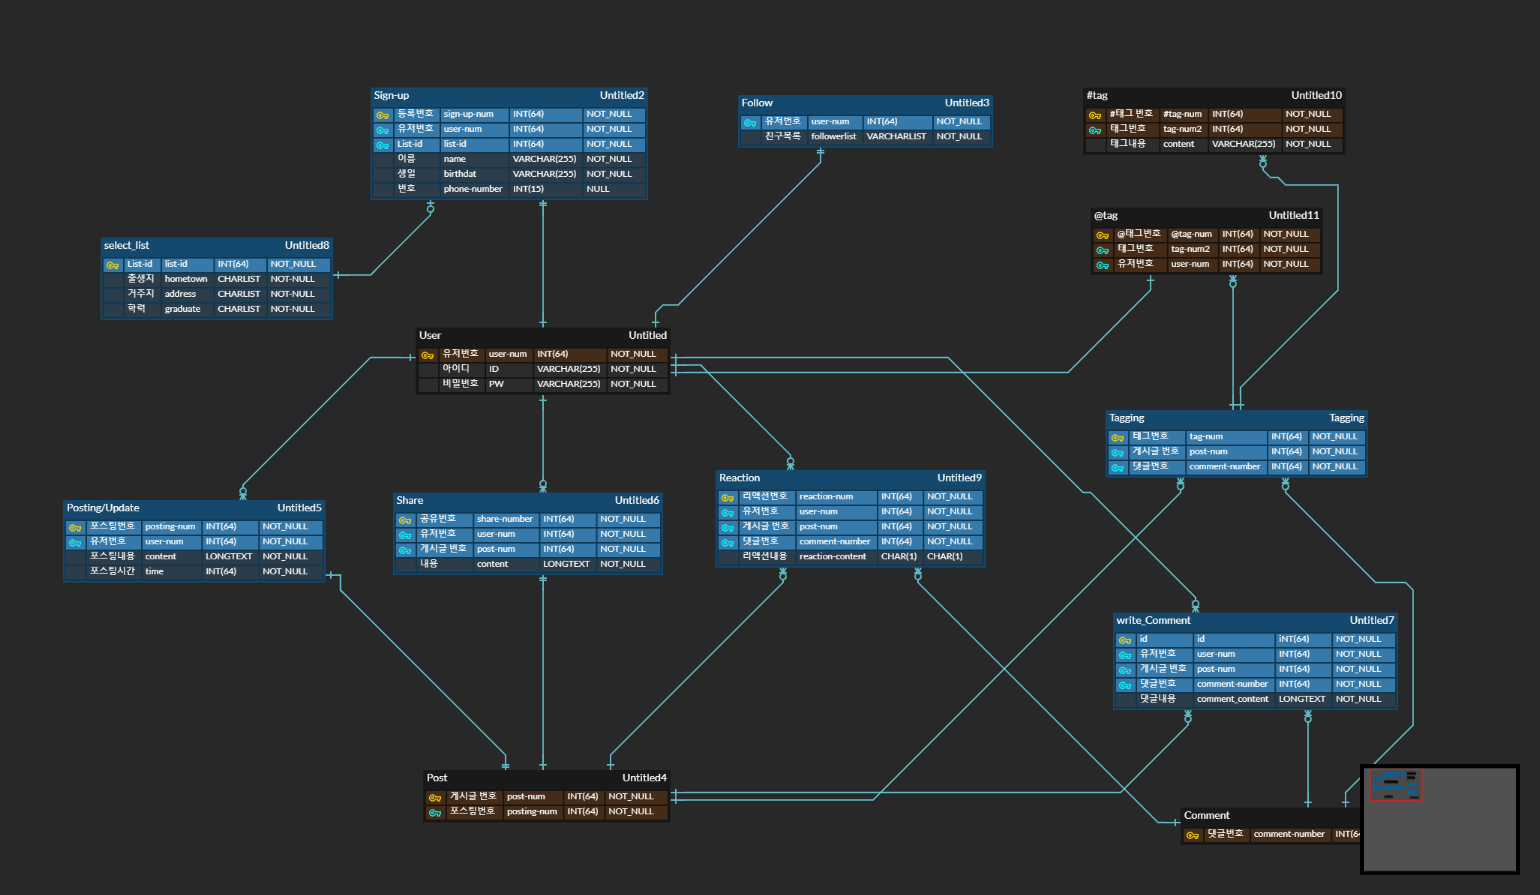 Sign-up Untitled2
등록번호 sign-up-num INT(64) NOT_NULL
유저번호 user-num INT(64) NOT_NULL
List-id list-id INT(64) NOT_NULL
이름 name VARCHAR(255) NOT_NULL
생일 birthdat VARCHAR(255) NOT_NULL
번호 phone-number INT(15) NULL
Follow Untitled3
유저번호 user-num INT(64) NOT_NULL
친구목록 followerlist VARCHARLIST NOT_NULL
#tag Untitled10
#태그 번호 #tag-num INT(64) NOT_NULL
태그번호 tag-num2 INT(64) NOT_NULL
태그내용 content VARCHAR(255) NOT_NULL
@tag Untitled11
@태그번호 @tag-num INT(64) NOT_NULL
태그번호 tag-num2 INT(64) NOT_NULL
유저번호 user-num INT(64) NOT_NULL
select_list Untitled8
List-id list-id INT(64) NOT_NULL
출생지 hometown CHARLIST NOT-NULL
거주지 address CHARLIST NOT-NULL
학력 graduate CHARLIST NOT-NULL
User Untitled
유저번호 user-num INT(64) NOT_NULL
아이디 ID VARCHAR(255) NOT_NULL
비밀번호 PW VARCHAR(255) NOT_NULL
Tagging Tagging
태그번호 tag-num INT(64) NOT_NULL
게시글 번호 post-num INT(64) NOT_NULL
댓글번호 comment-number INT(64) NOT_NULL
Posting/Update Untitled5
포스팅번호 posting-num INT(64) NOT_NULL
유저번호 user-num INT(64) NOT_NULL
포스팅내용 content LONGTEXT NOT_NULL
포스팅시간 time INT(64) NOT_NULL
Share Untitled6
공유번호 share-number INT(64) NOT_NULL
유저번호 user-num INT(64) NOT_NULL
게시글 번호 post-num INT(64) NOT_NULL
내용 content LONGTEXT NOT_NULL
Reaction Untitled9
리액션번호 reaction-num INT(64) NOT_NULL
유저번호 user-num INT(64) NOT_NULL
게시글 번호 post-num INT(64) NOT_NULL
댓글번호 comment-number INT(64) NOT_NULL
리액션내용 reaction-content CHAR(1) CHAR(1)
write_Comment Untitled7
id id iNT(64) NOT_NULL
유저번호 user-num INT(64) NOT_NULL
게시글 번호 post-num INT(64) NOT_NULL
댓글번호 comment-number INT(64) NOT_NULL
댓글내용 comment_content LONGTEXT NOT_NULL
Post Untitled4
게시글 번호 post-num INT(64) NOT_NULL
포스팅번호 posting-num INT(64) NOT_NULL
Comment
댓글번호 comment-number INT(64